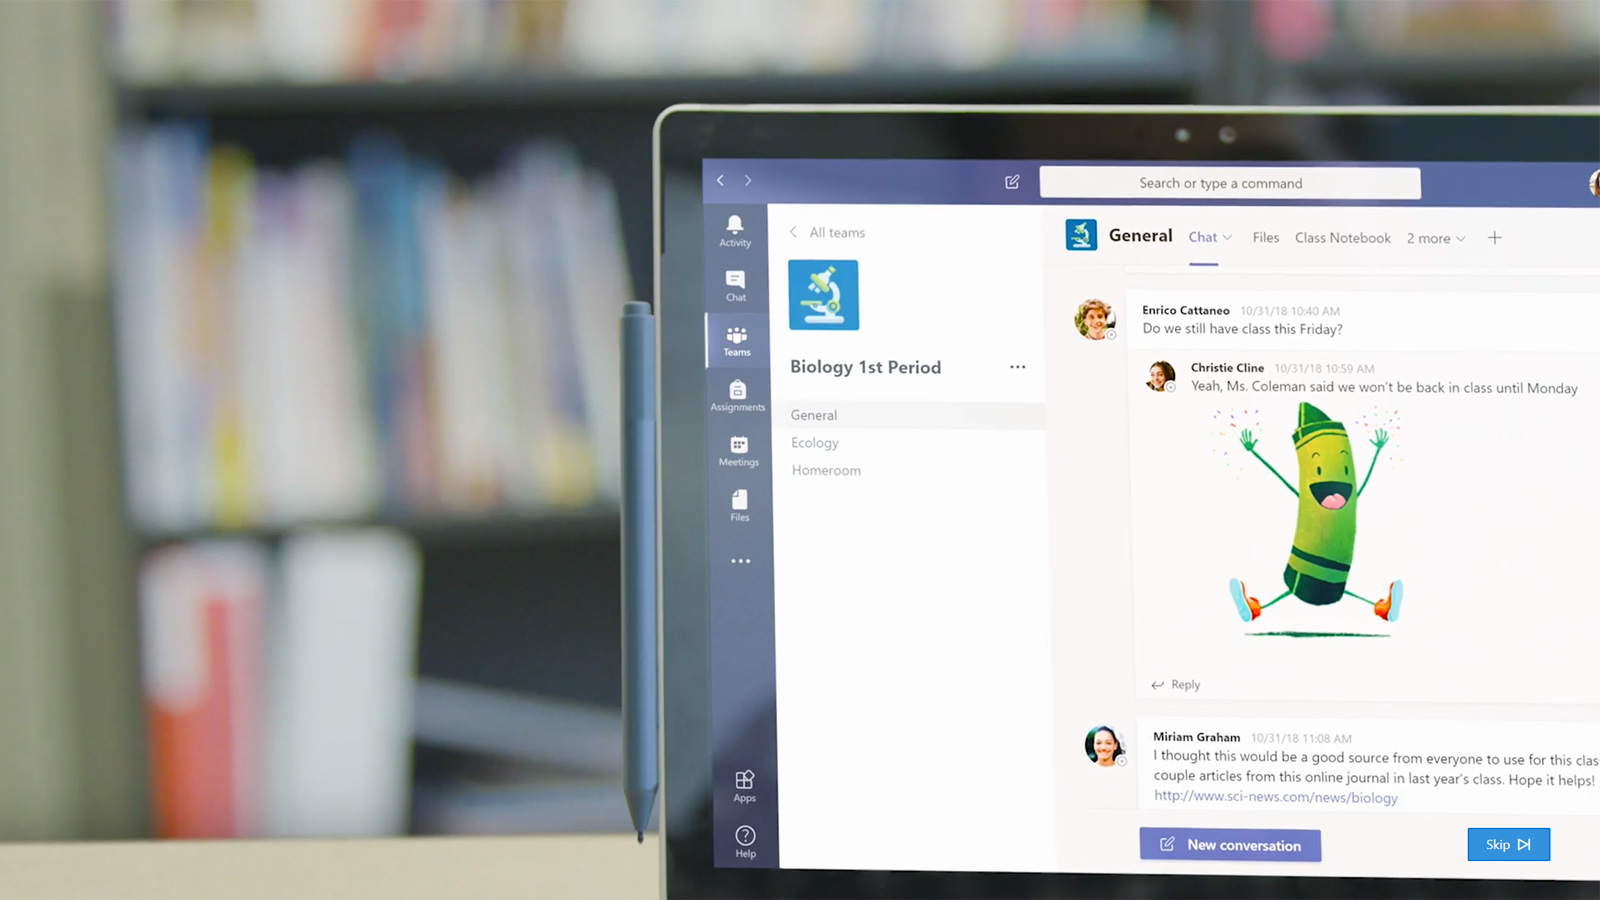 Search or type a command
Activity
Chat
Teams
Assignments
Meetings
Files
Apps
Help
All teams
Biology 1st Period
General
Ecology
Homeroom
General Chat Files Class Notebook 2 more
Enrico Cattaneo 10/31/18 10:40 AM
Do we still have class this Friday?
Christie Cline 10/31/18 10:59 AM
Yeah, Ms. Coleman said we won't be back in class until Monday
Reply
Miriam Graham 10/31/18 11:08 AM
I thought this would be a good source from everyone to use for this clas
couple articles from this online journal in last year's class. Hope it helps!
http://www.sci-news.com/news/biology
New conversation
Skip